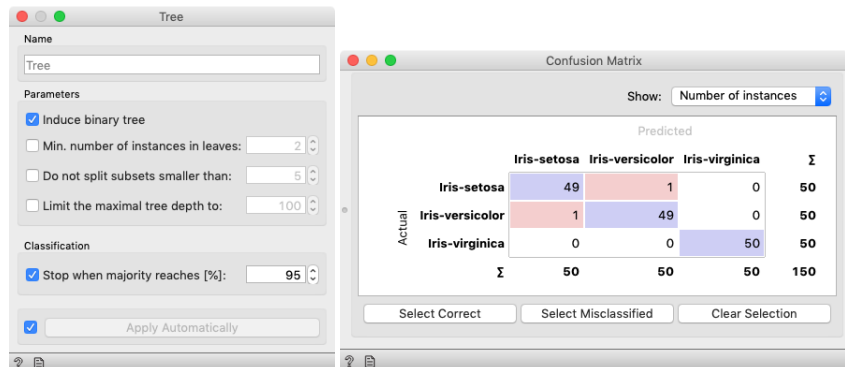 Tree
Name
Tree
Parameters
Induce binary tree
Min. number of instances in leaves: 2
Do not split subsets smaller than: 5
Limit the maximal tree depth to: 100
Classification
Stop when majority reaches [%]: 95
Apply Automatically
?
Confusion Matrix
Show: Number of instances
Predicted
Iris-setosa Iris-versicolor Iris-virginica Σ
Actual
Iris-setosa 49 1 0 50
Iris-versicolor 1 49 0 50
Iris-virginica 0 0 50 50
Σ 50 50 50 150
Select Correct Select Misclassified Clear Selection
?